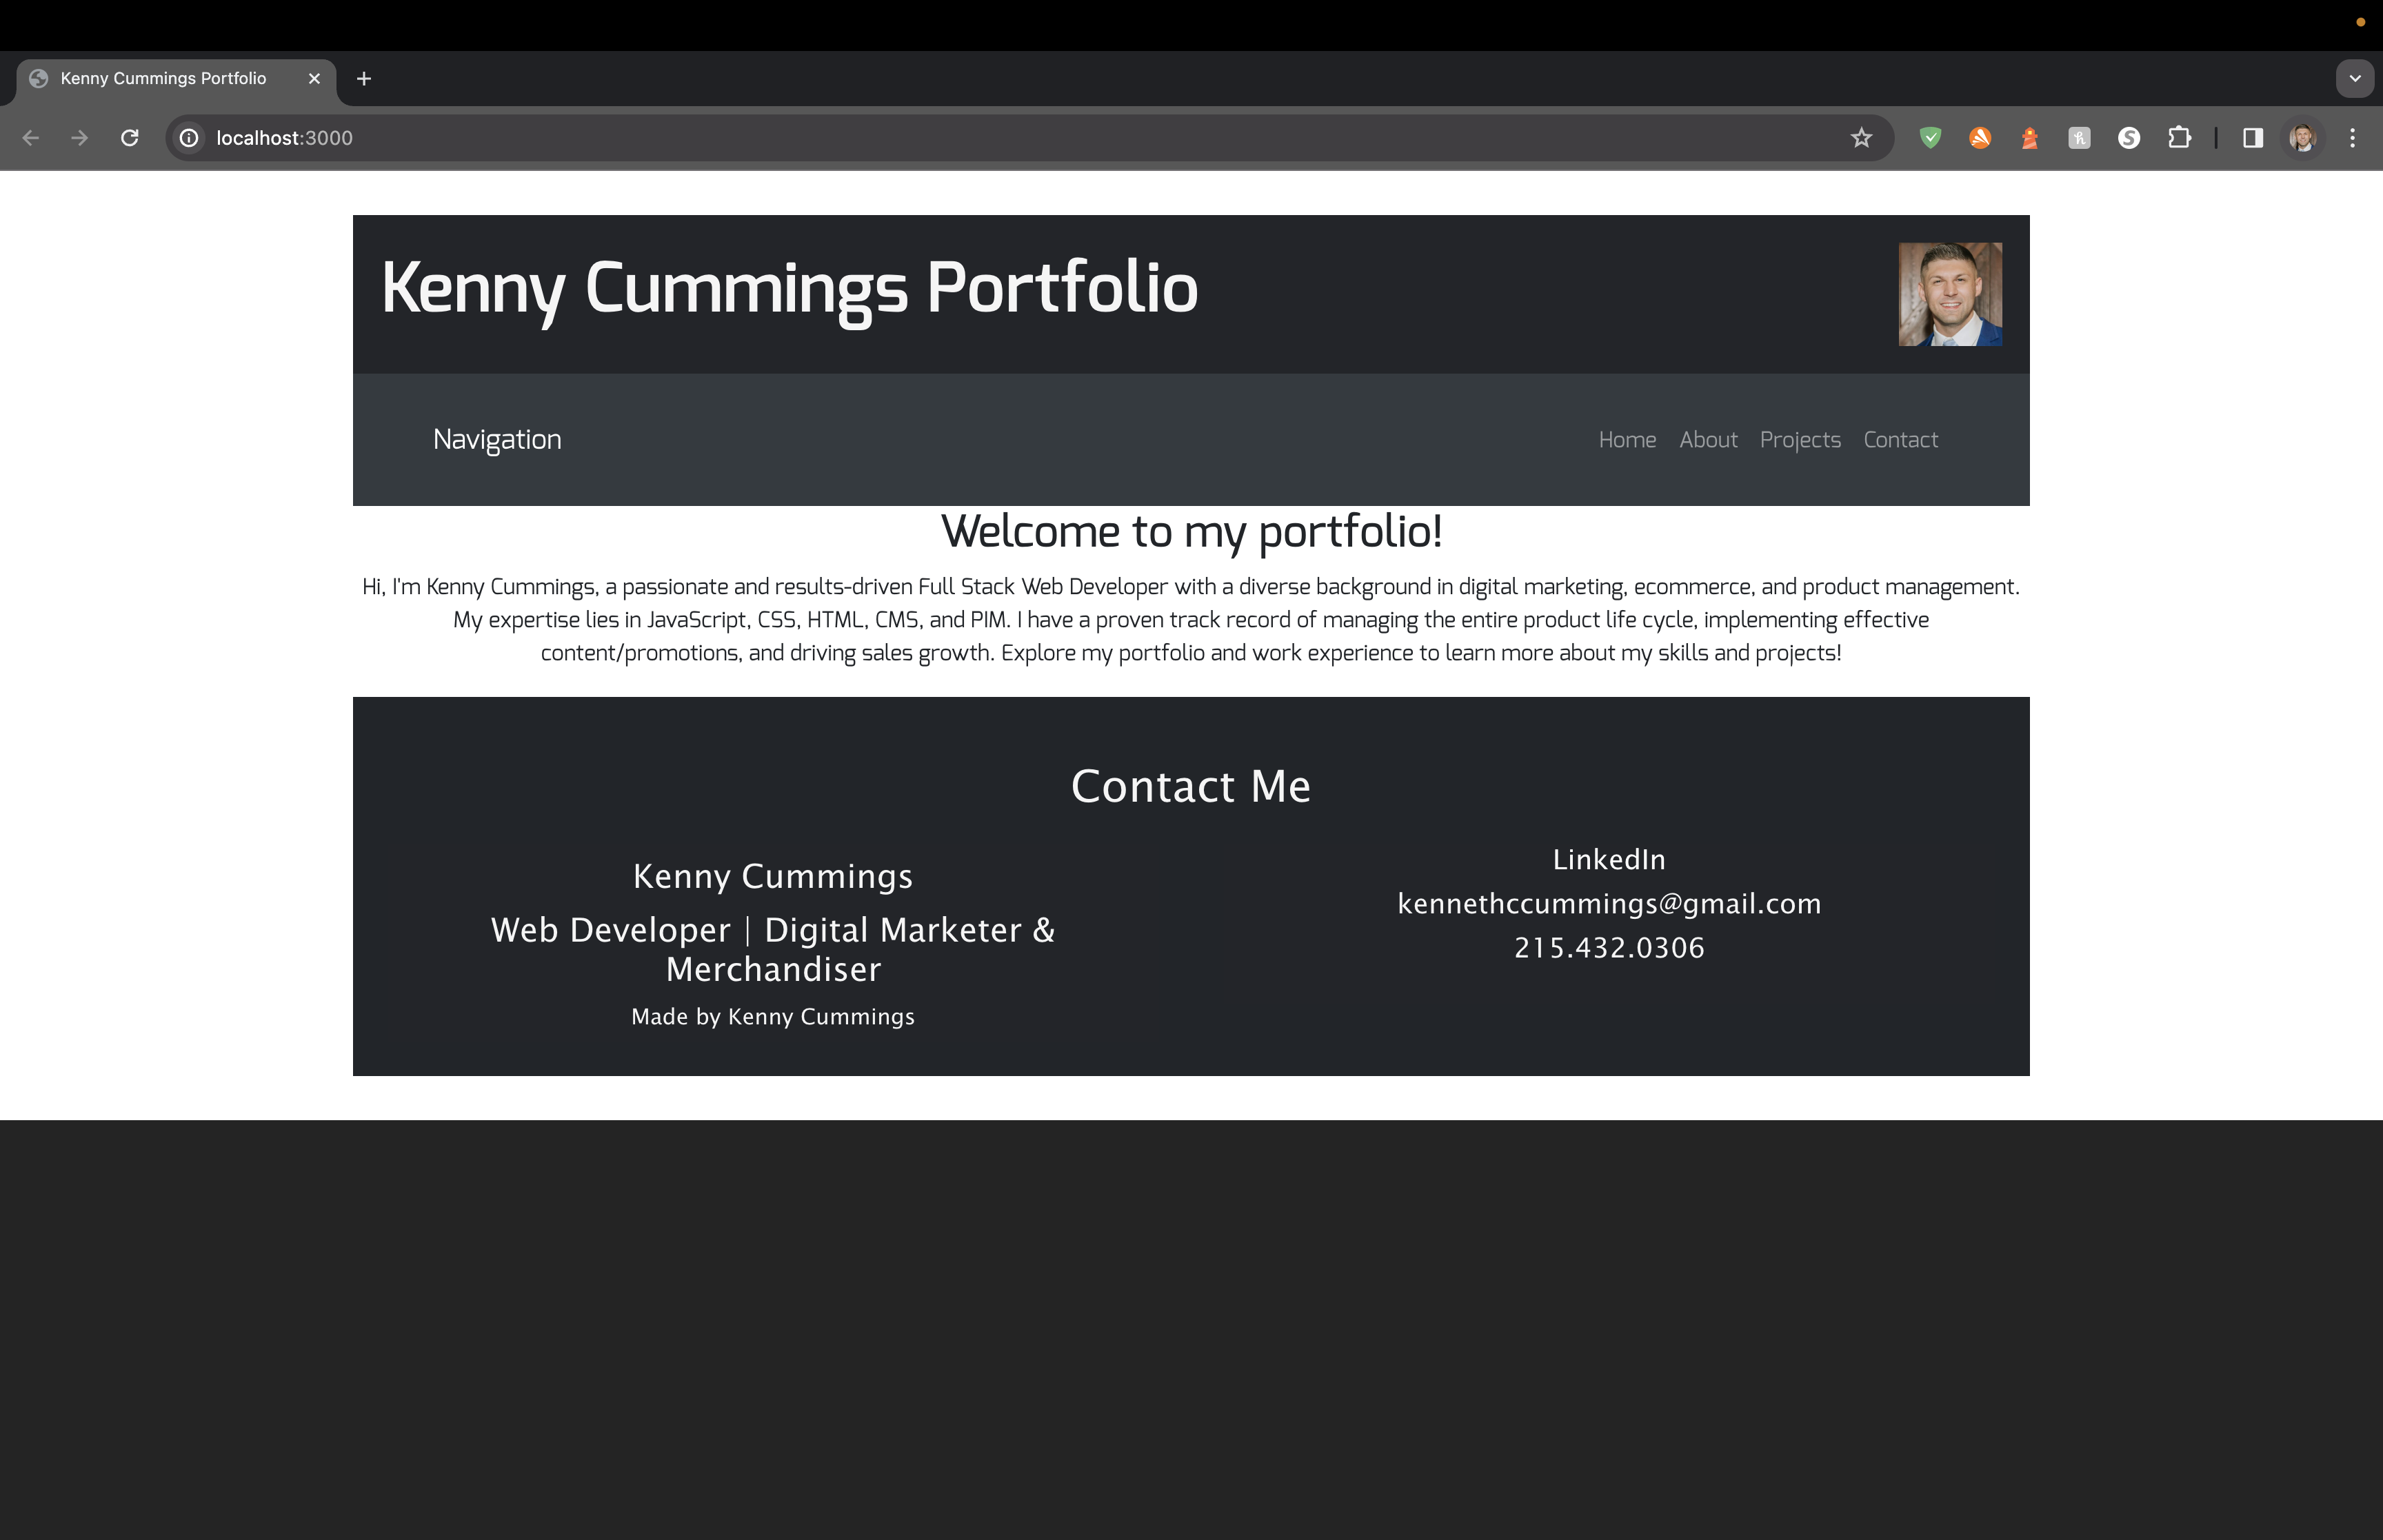 Kenny Cummings Portfolio
localhost:3000
Kenny Cummings Portfolio
Navigation
Home About Projects Contact
Welcome to my portfolio!
Hi, I'm Kenny Cummings, a passionate and results-driven Full Stack Web Developer with a diverse background in digital marketing, ecommerce, and product management.
My expertise lies in JavaScript, CSS, HTML, CMS, and PIM. I have a proven track record of managing the entire product life cycle, implementing effective
content/promotions, and driving sales growth. Explore my portfolio and work experience to learn more about my skills and projects!
Contact Me
Kenny Cummings
Web Developer | Digital Marketer &
Merchandiser
Made by Kenny Cummings
LinkedIn
kennethccummings@gmail.com
215.432.0306